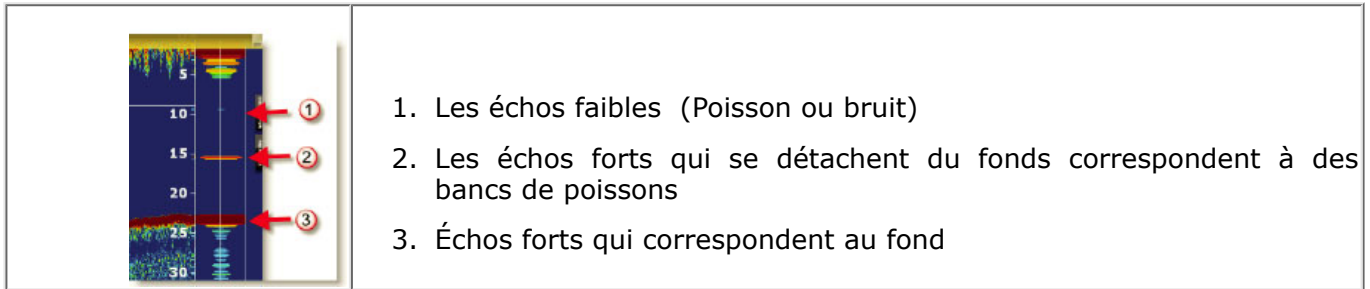 5
10
15
20
25
30
1
2
3
1. Les échos faibles (Poisson ou bruit)
2. Les échos forts qui se détachent du fonds correspondent à des
bancs de poissons
3. Échos forts qui correspondent au fond